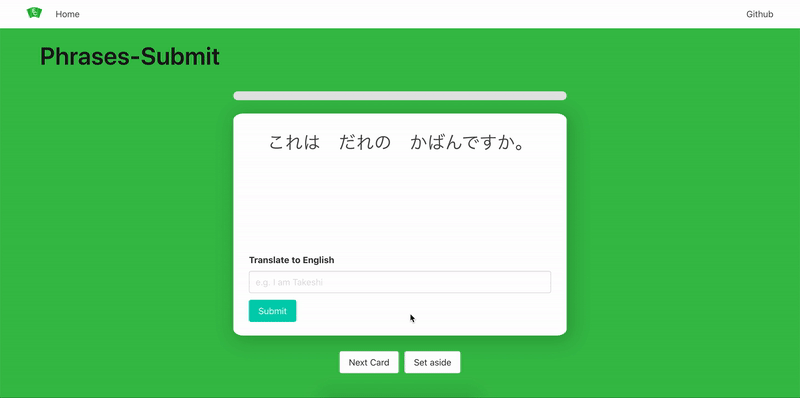 Home
Github
Phrases-Submit
これは　だれの　かばんですか。
Translate to English
e.g. I am Takeshi
Submit
Next Card
Set aside